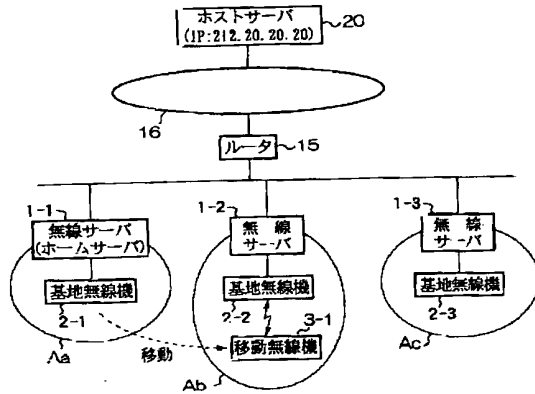 ホストサーバ
(IP:212.20.20.20)
20
16
ルータ
15
1-1
無線サーバ
(ホームサーバ)
1-2
無線
サーバ
1-3
無線
サーバ
基地無線機
2-1
基地無線機
2-2
基地無線機
2-3
移動
3-1
移動無線機
Aa
Ab
Ac